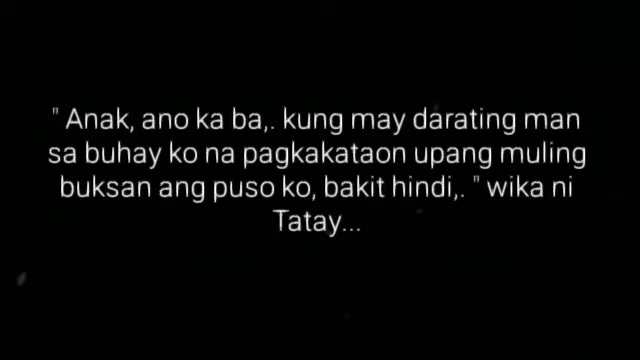 " Anak, ano ka ba,. kung may darating man
sa buhay ko na pagkakataon upang muling
buksan ang puso ko, bakit hindi,. " wika ni
Tatay...